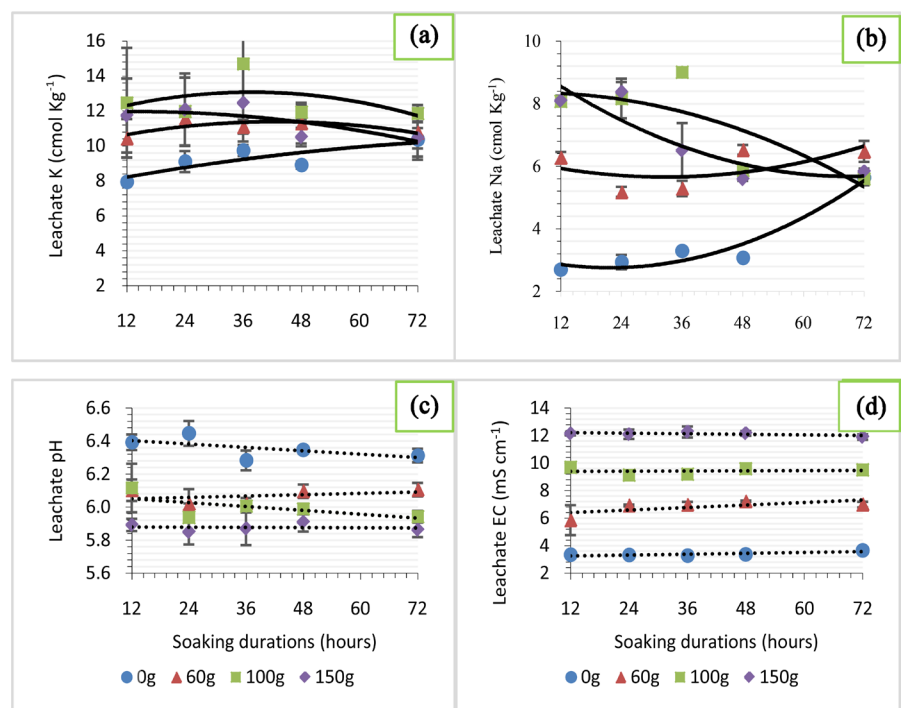 (a)
Leachate K (cmol Kg⁻¹)
16
14
12
10
8
6
4
2
12 24 36 48 60 72
(b)
Leachate Na (cmol Kg⁻¹)
10
8
6
4
2
12 24 36 48 60 72
(c)
Leachate pH
6.6
6.4
6.2
6.0
5.8
5.6
12 24 36 48 60 72
Soaking durations (hours)
0g 60g 100g 150g
(d)
Leachate EC (mS cm⁻¹)
14
12
10
8
6
4
2
12 24 36 48 60 72
Soaking durations (hours)
0g 60g 100g 150g